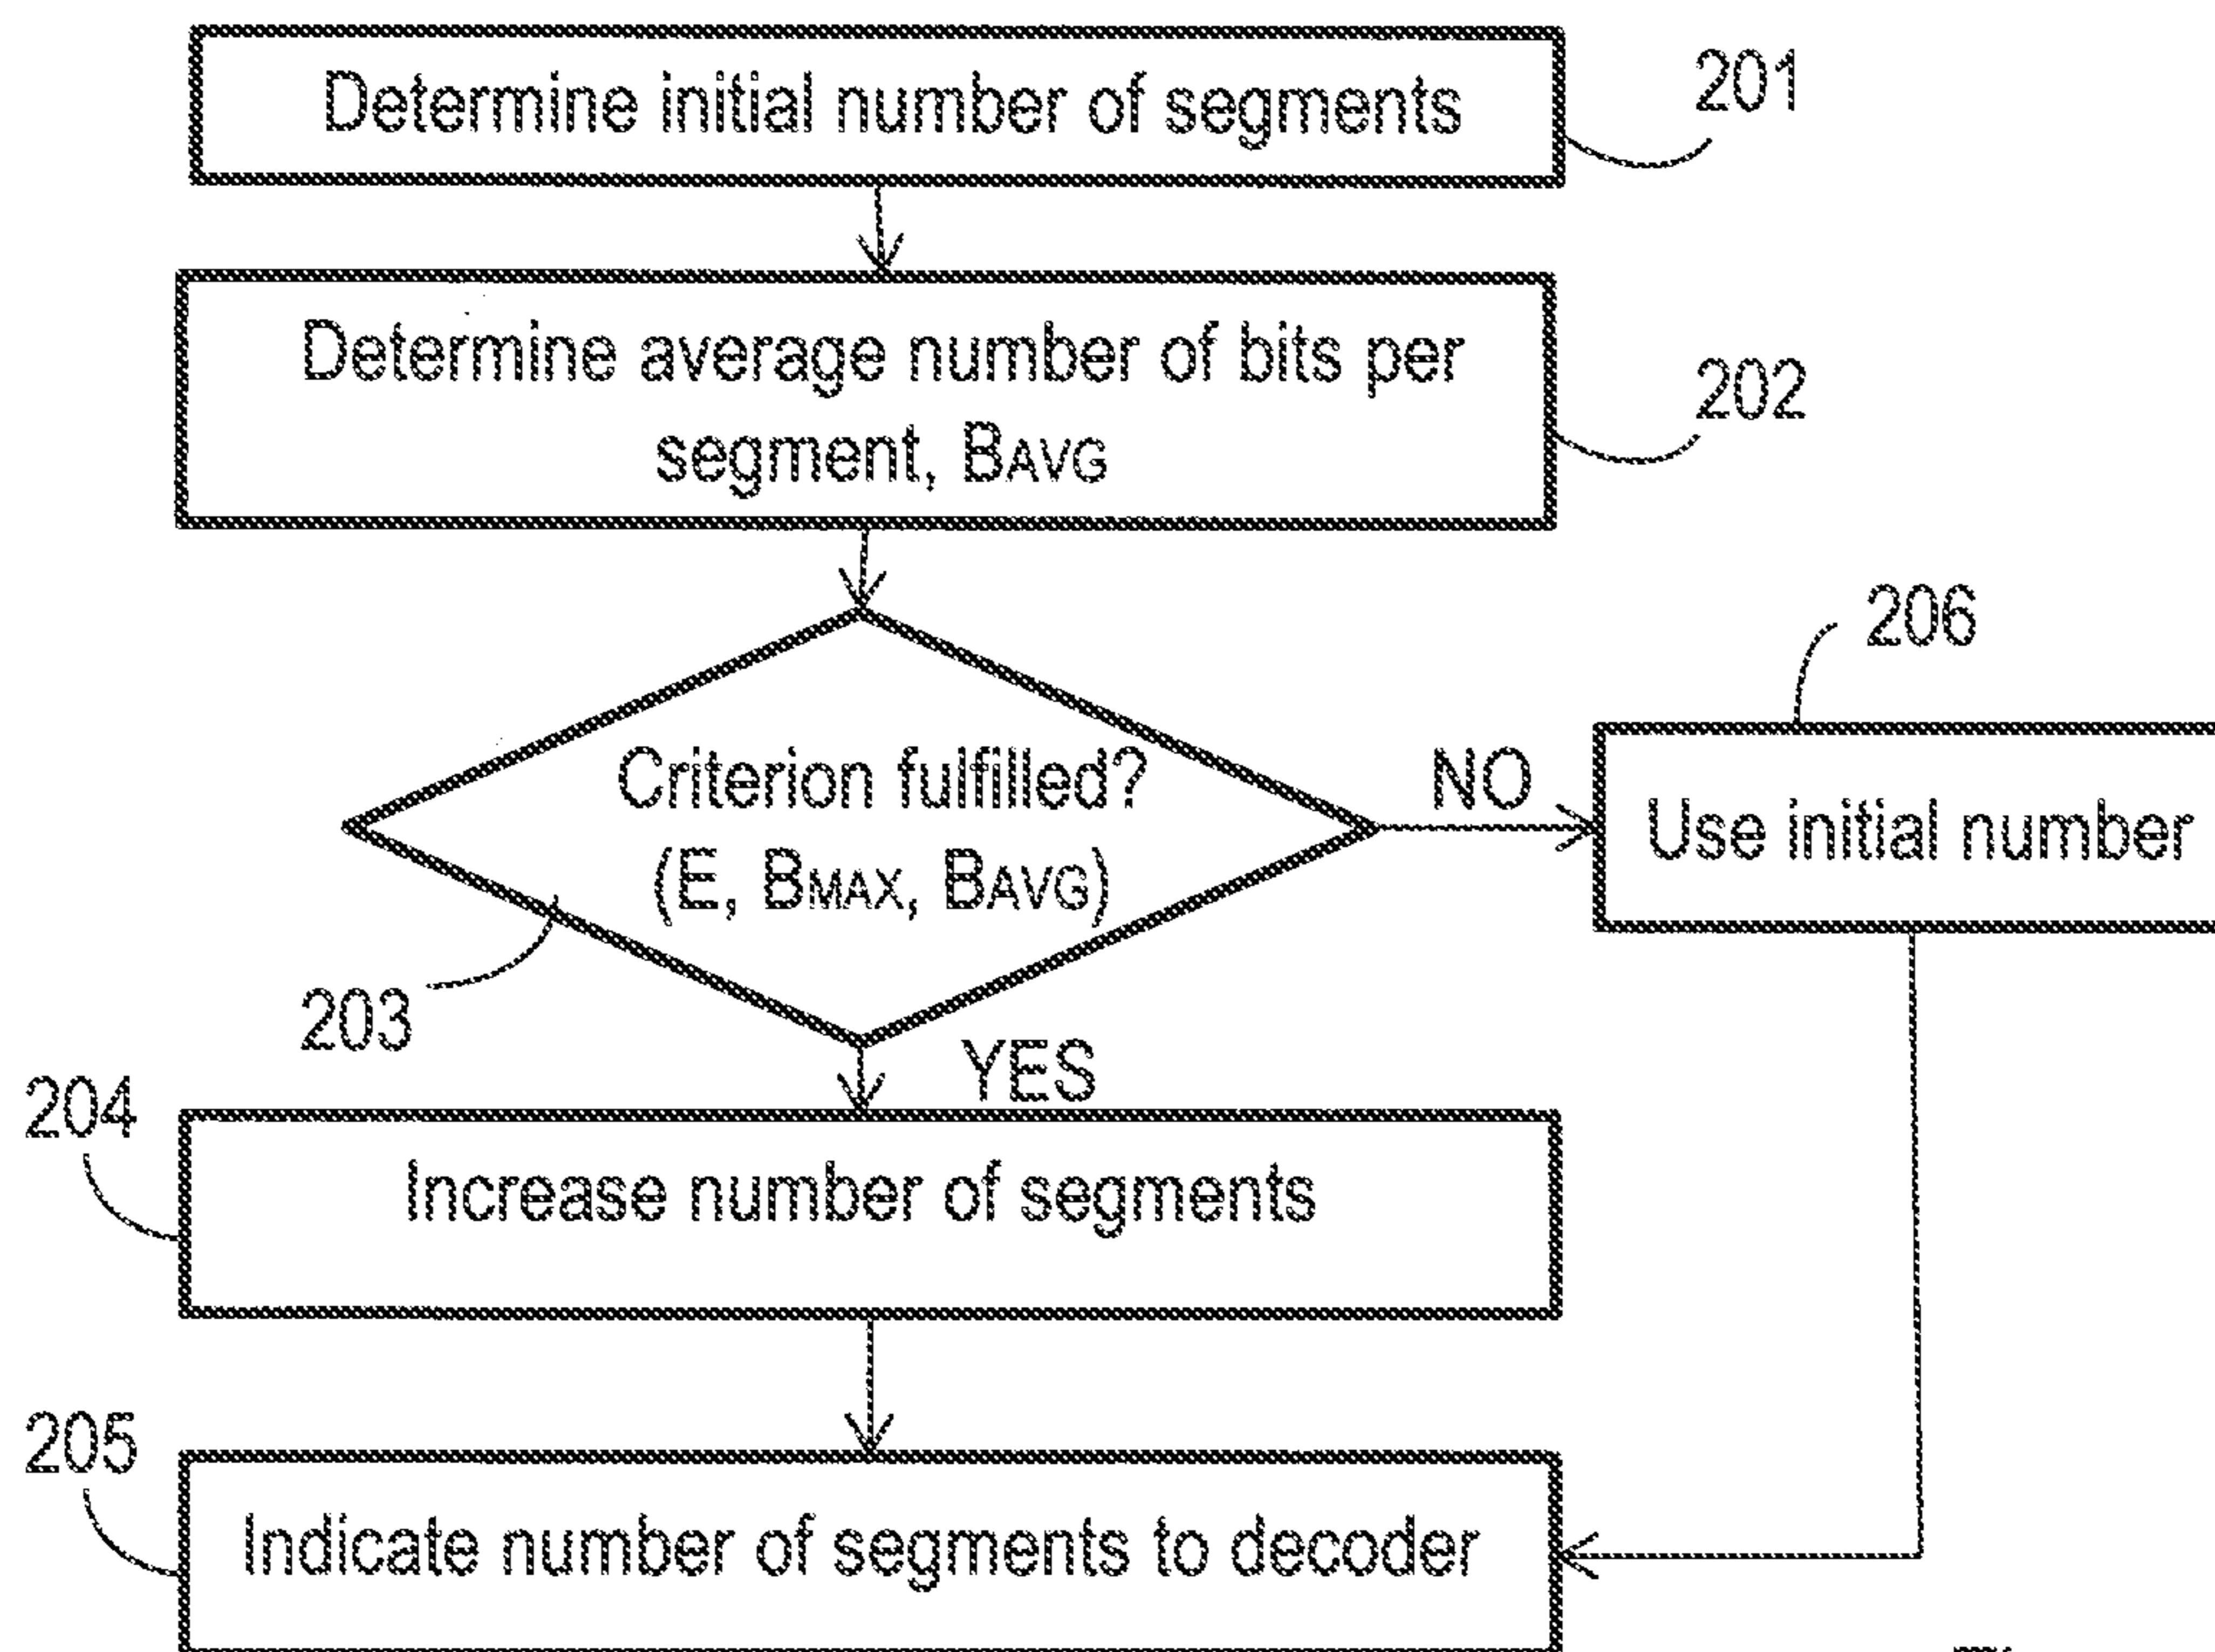 Determine initial number of segments
201
Determine average number of bits per
segment, BAVG
202
206
Criterion fulfilled?
(E, BMAX, BAVG)
NO
Use initial number
203
YES
204
Increase number of segments
205
Indicate number of segments to decoder